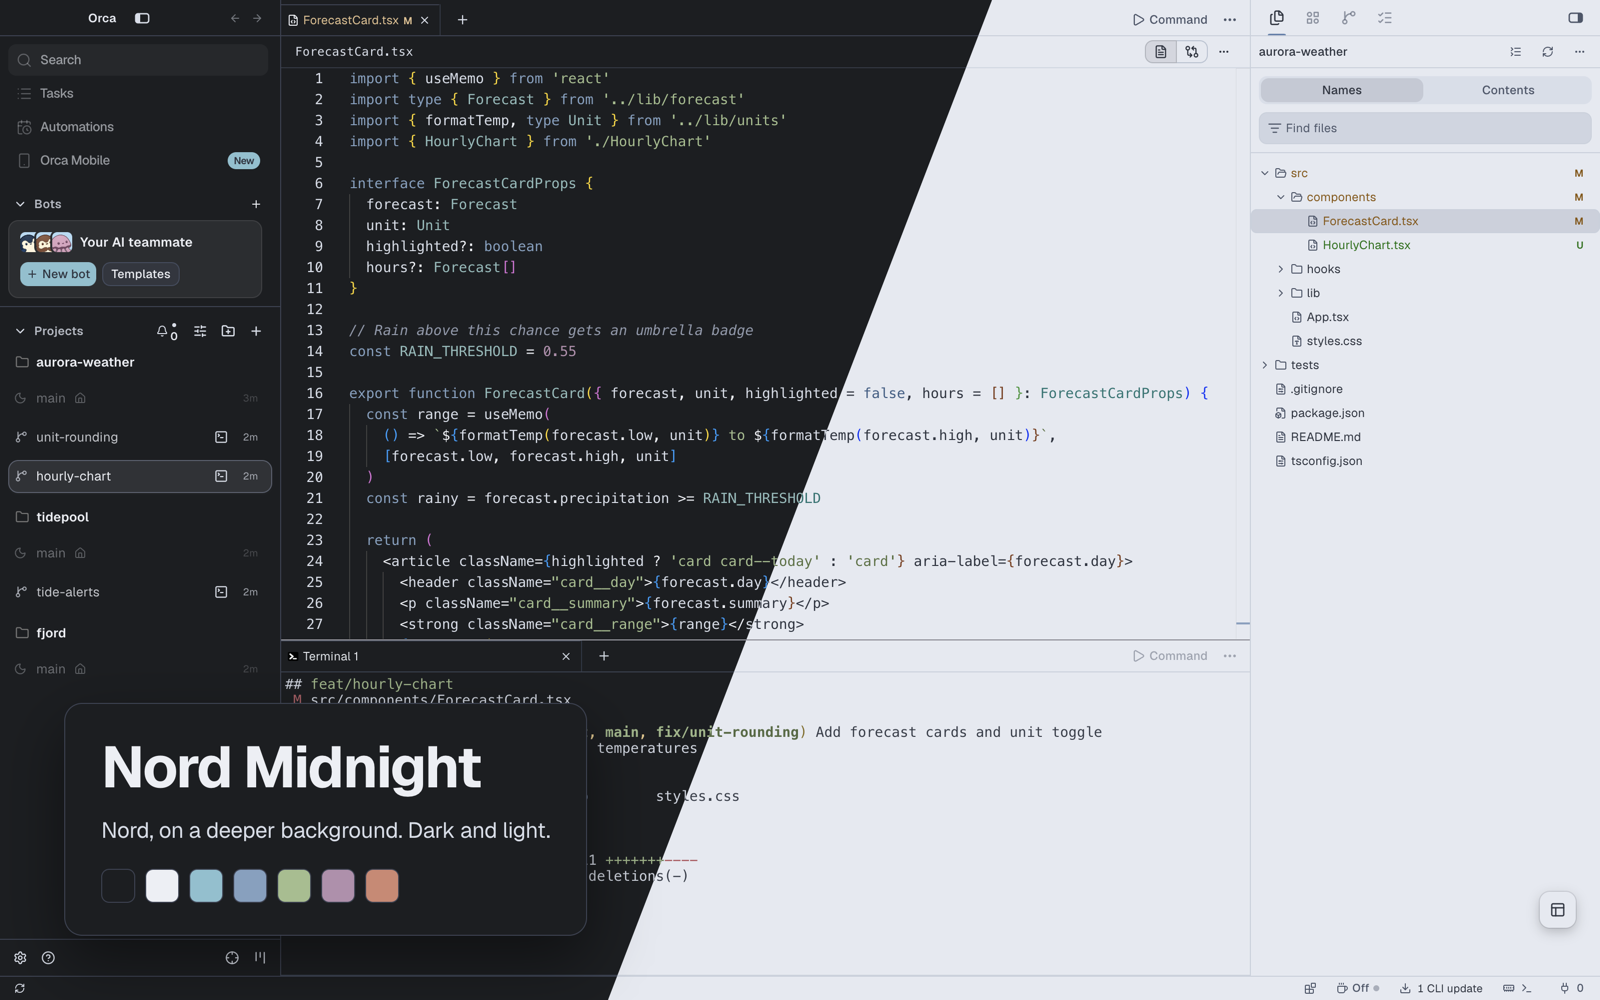 Orca
Search
Tasks
Automations
Orca Mobile
New
Bots
Your AI teammate
New bot
Templates
Projects
0
aurora-weather
main
3m
unit-rounding
2m
hourly-chart
2m
tidepool
main
2m
tide-alerts
2m
fjord
main
2m
ForecastCard.tsx M
Command
ForecastCard.tsx
1 import { useMemo } from 'react'
2 import type { Forecast } from '../lib/forecast'
3 import { formatTemp, type Unit } from '../lib/units'
4 import { HourlyChart } from './HourlyChart'
5
6 interface ForecastCardProps {
7 forecast: Forecast
8 unit: Unit
9 highlighted?: boolean
10 hours?: Forecast[]
11 }
12
13 // Rain above this chance gets an umbrella badge
14 const RAIN_THRESHOLD = 0.55
15
16 export function ForecastCard({ forecast, unit, highlighted = false, hours = [] }: ForecastCardProps) {
17 const range = useMemo(
18 () => `${formatTemp(forecast.low, unit)} to ${formatTemp(forecast.high, unit)}`,
19 [forecast.low, forecast.high, unit]
20 )
21 const rainy = forecast.precipitation >= RAIN_THRESHOLD
22
23 return (
24 <article className={highlighted ? 'card card--today' : 'card'} aria-label={forecast.day}>
25 <header className="card__day">{forecast.day}</header>
26 <p className="card__summary">{forecast.summary}</p>
27 <strong className="card__range">{range}</strong>
Terminal 1
Command
## feat/hourly-chart
M src/components/ForecastCard.tsx
, main, fix/unit-rounding) Add forecast cards and unit toggle
temperatures
styles.css
1 +++++++----
deletions(-)
Nord Midnight
Nord, on a deeper background. Dark and light.
aurora-weather
Names
Contents
Find files
src M
components M
ForecastCard.tsx M
HourlyChart.tsx U
hooks
lib
App.tsx
styles.css
tests
.gitignore
package.json
README.md
tsconfig.json
Off
1 CLI update
0